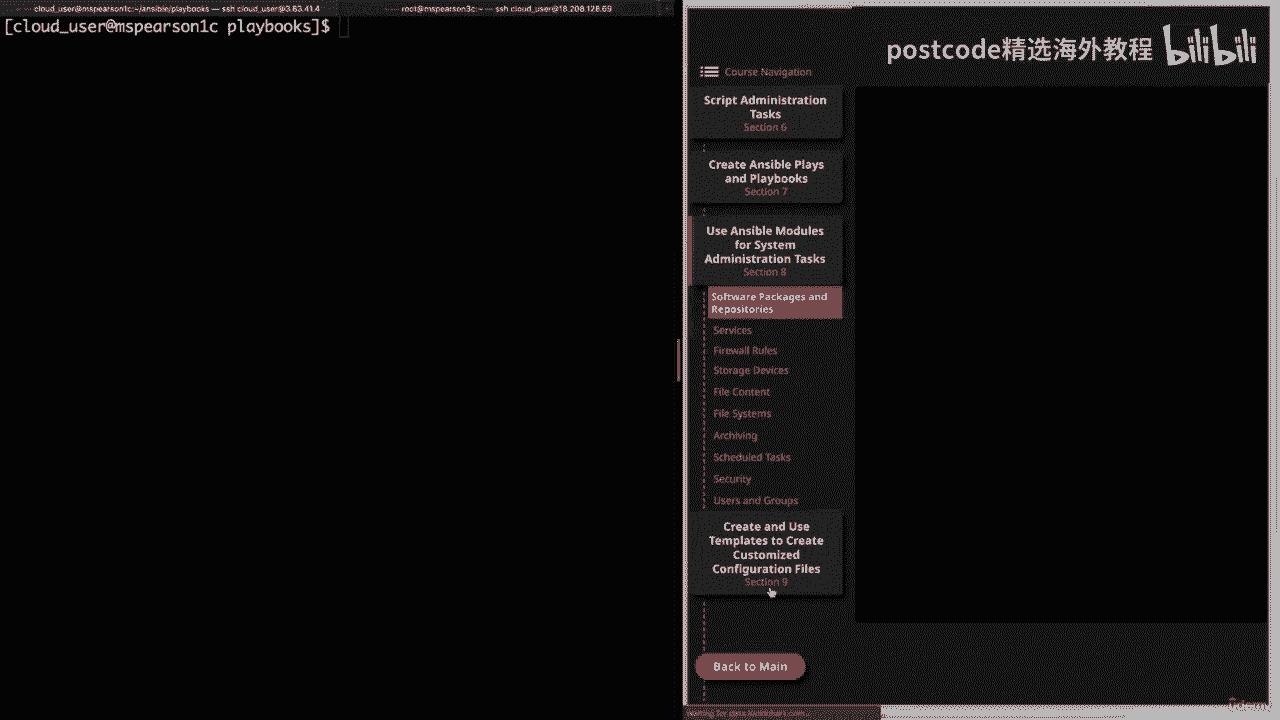 cloud_user@mspearson1c:~/ansible/playbooks — ssh cloud_user@3.83.41.4
root@mspearson3c:~ — ssh cloud_user@18.208.128.69
[cloud_user@mspearson1c playbooks]$
postcode精选海外教程 bilibili
Course Navigation
Script Administration
Tasks
Section 6
Create Ansible Plays
and Playbooks
Section 7
Use Ansible Modules
for System
Administration Tasks
Section 8
Software Packages and
Repositories
Services
Firewall Rules
Storage Devices
File Content
File Systems
Archiving
Scheduled Tasks
Security
Users and Groups
Create and Use
Templates to Create
Customized
Configuration Files
Section 9
Back to Main